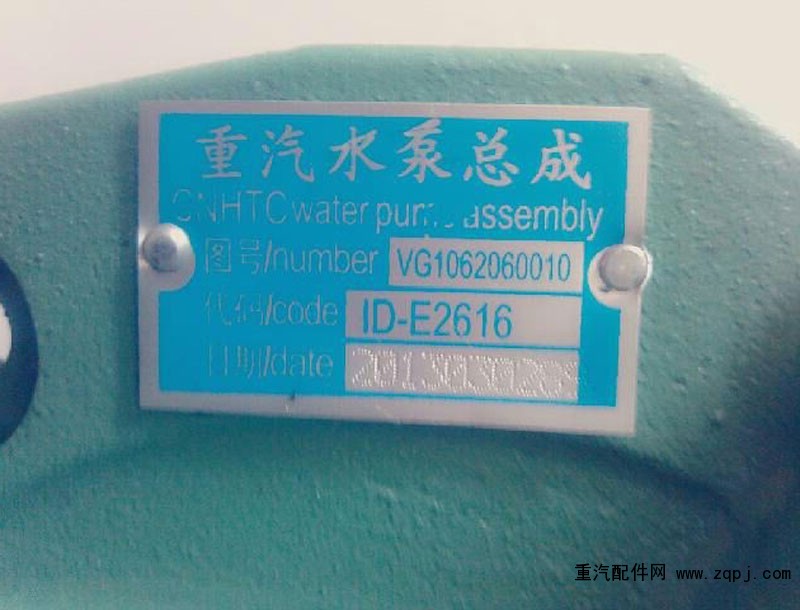 重汽水泵总成
CNHTC water pump assembly
图号/number VG1062060010
代码/code ID-E2616
日期/date
重汽配件网 www.zqpj.com